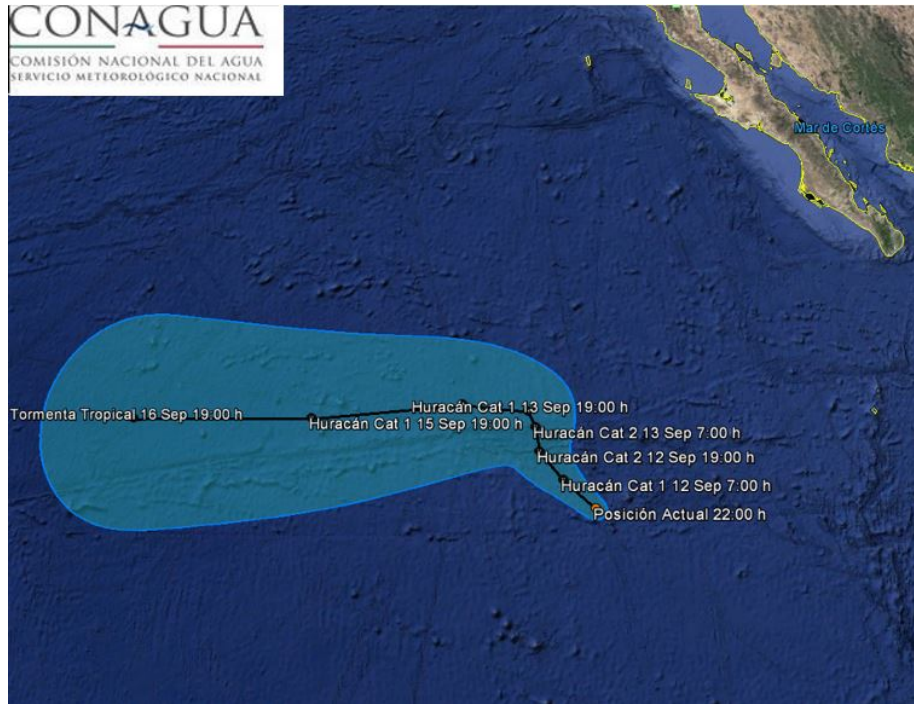 CONAGUA
COMISIÓN NACIONAL DEL AGUA
SERVICIO METEOROLÓGICO NACIONAL
Mar de Cortés
Tormenta Tropical 16 Sep 19:00 h
Huracán Cat 1 13 Sep 19:00 h
Huracán Cat 1 15 Sep 19:00 h
Huracán Cat 2 13 Sep 7:00 h
Huracán Cat 2 12 Sep 19:00 h
Huracán Cat 1 12 Sep 7:00 h
Posición Actual 22:00 h